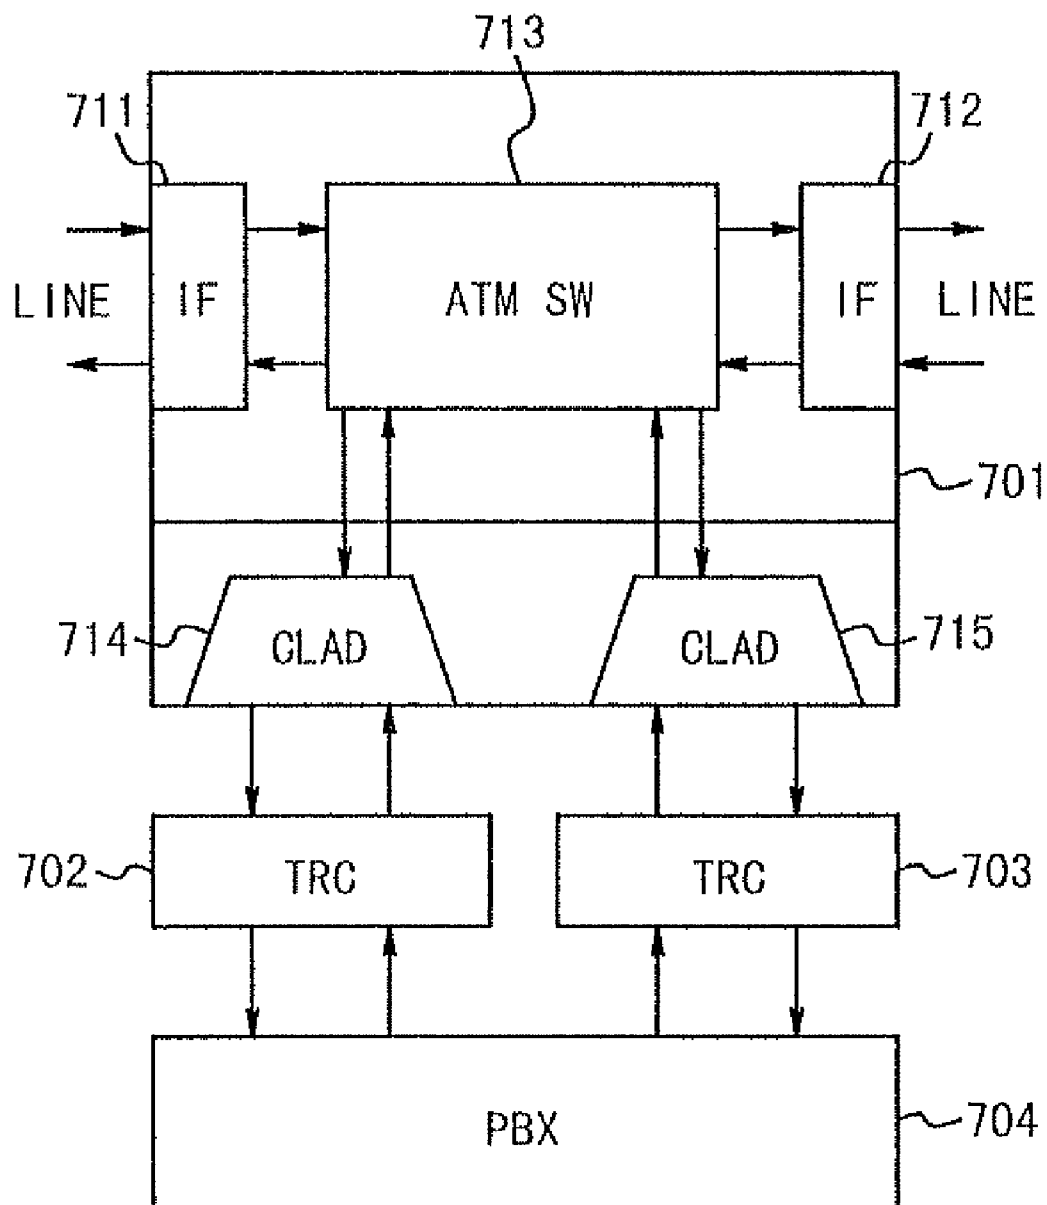 713
711
712
LINE
IF
ATM SW
IF
LINE
701
714
CLAD
CLAD
715
702
TRC
TRC
703
PBX
704